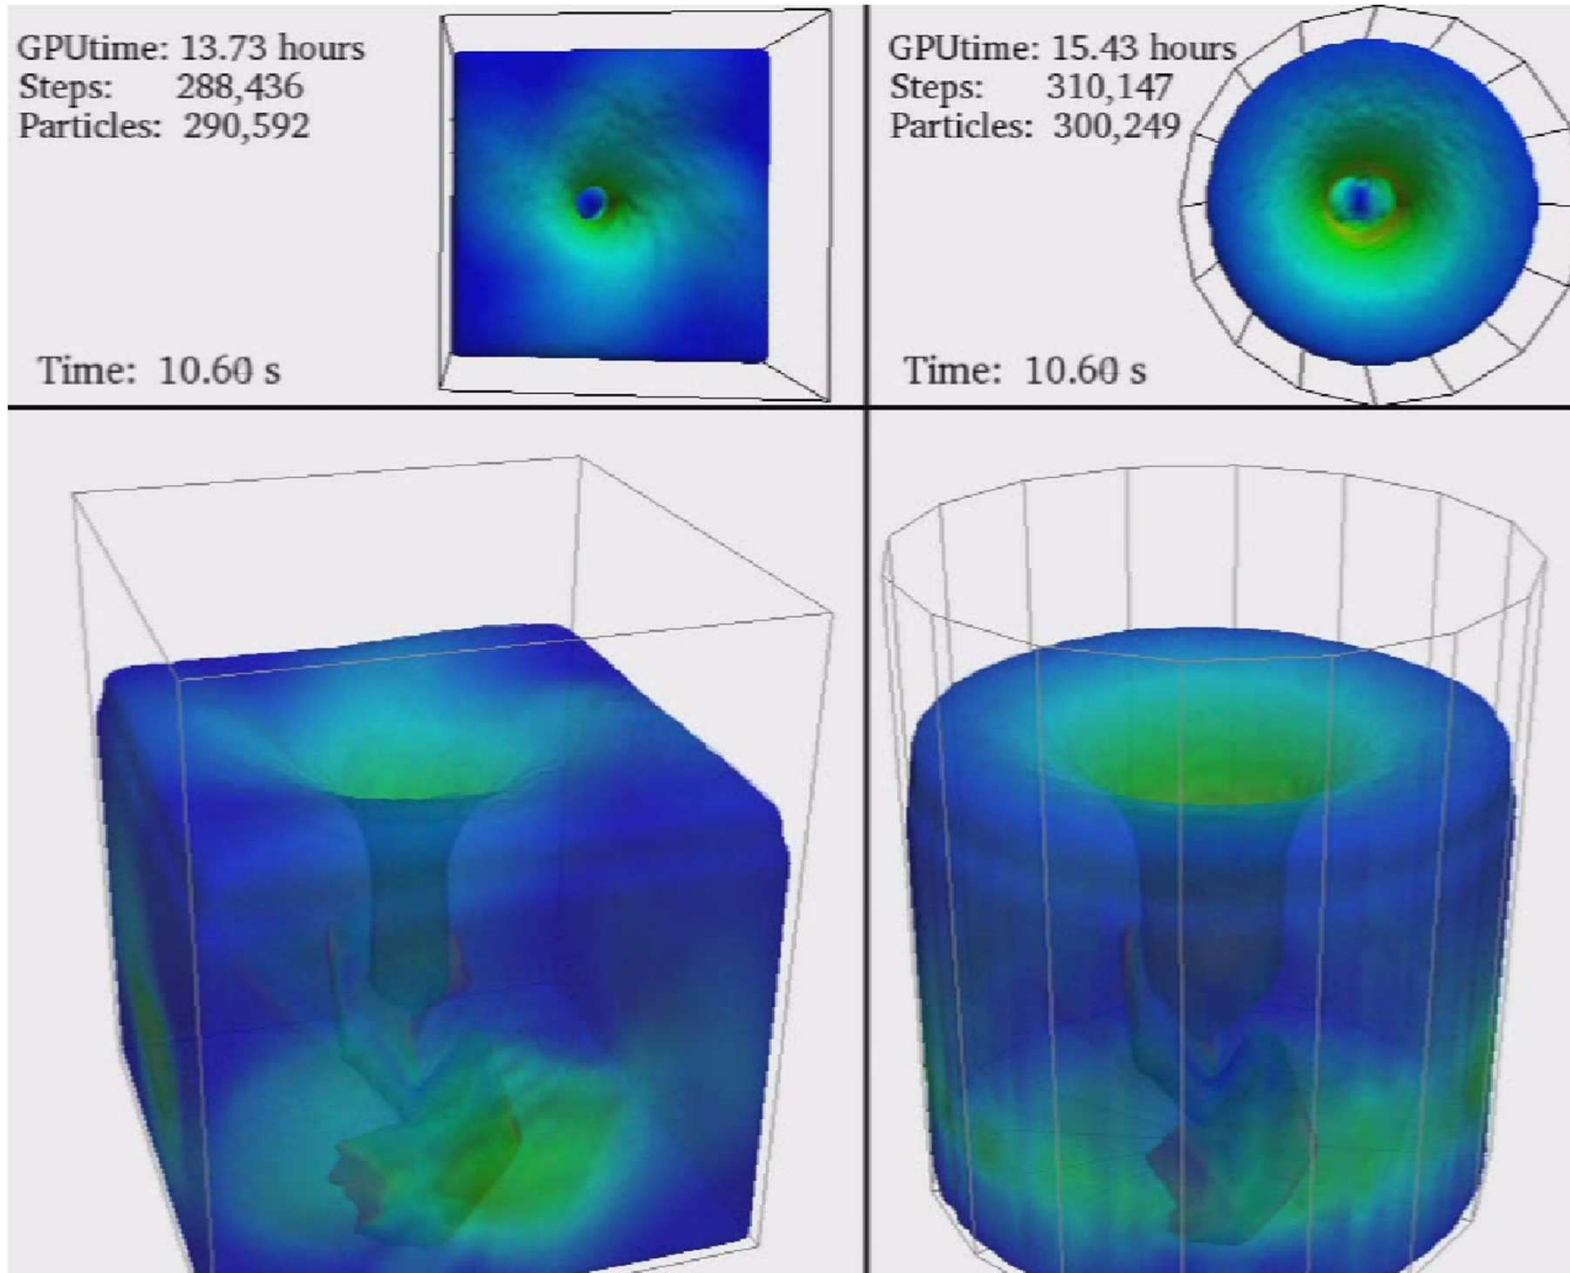 GPUtime: 13.73 hours
Steps: 288,436
Particles: 290,592
Time: 10.60 s
GPUtime: 15.43 hours
Steps: 310,147
Particles: 300,249
Time: 10.60 s